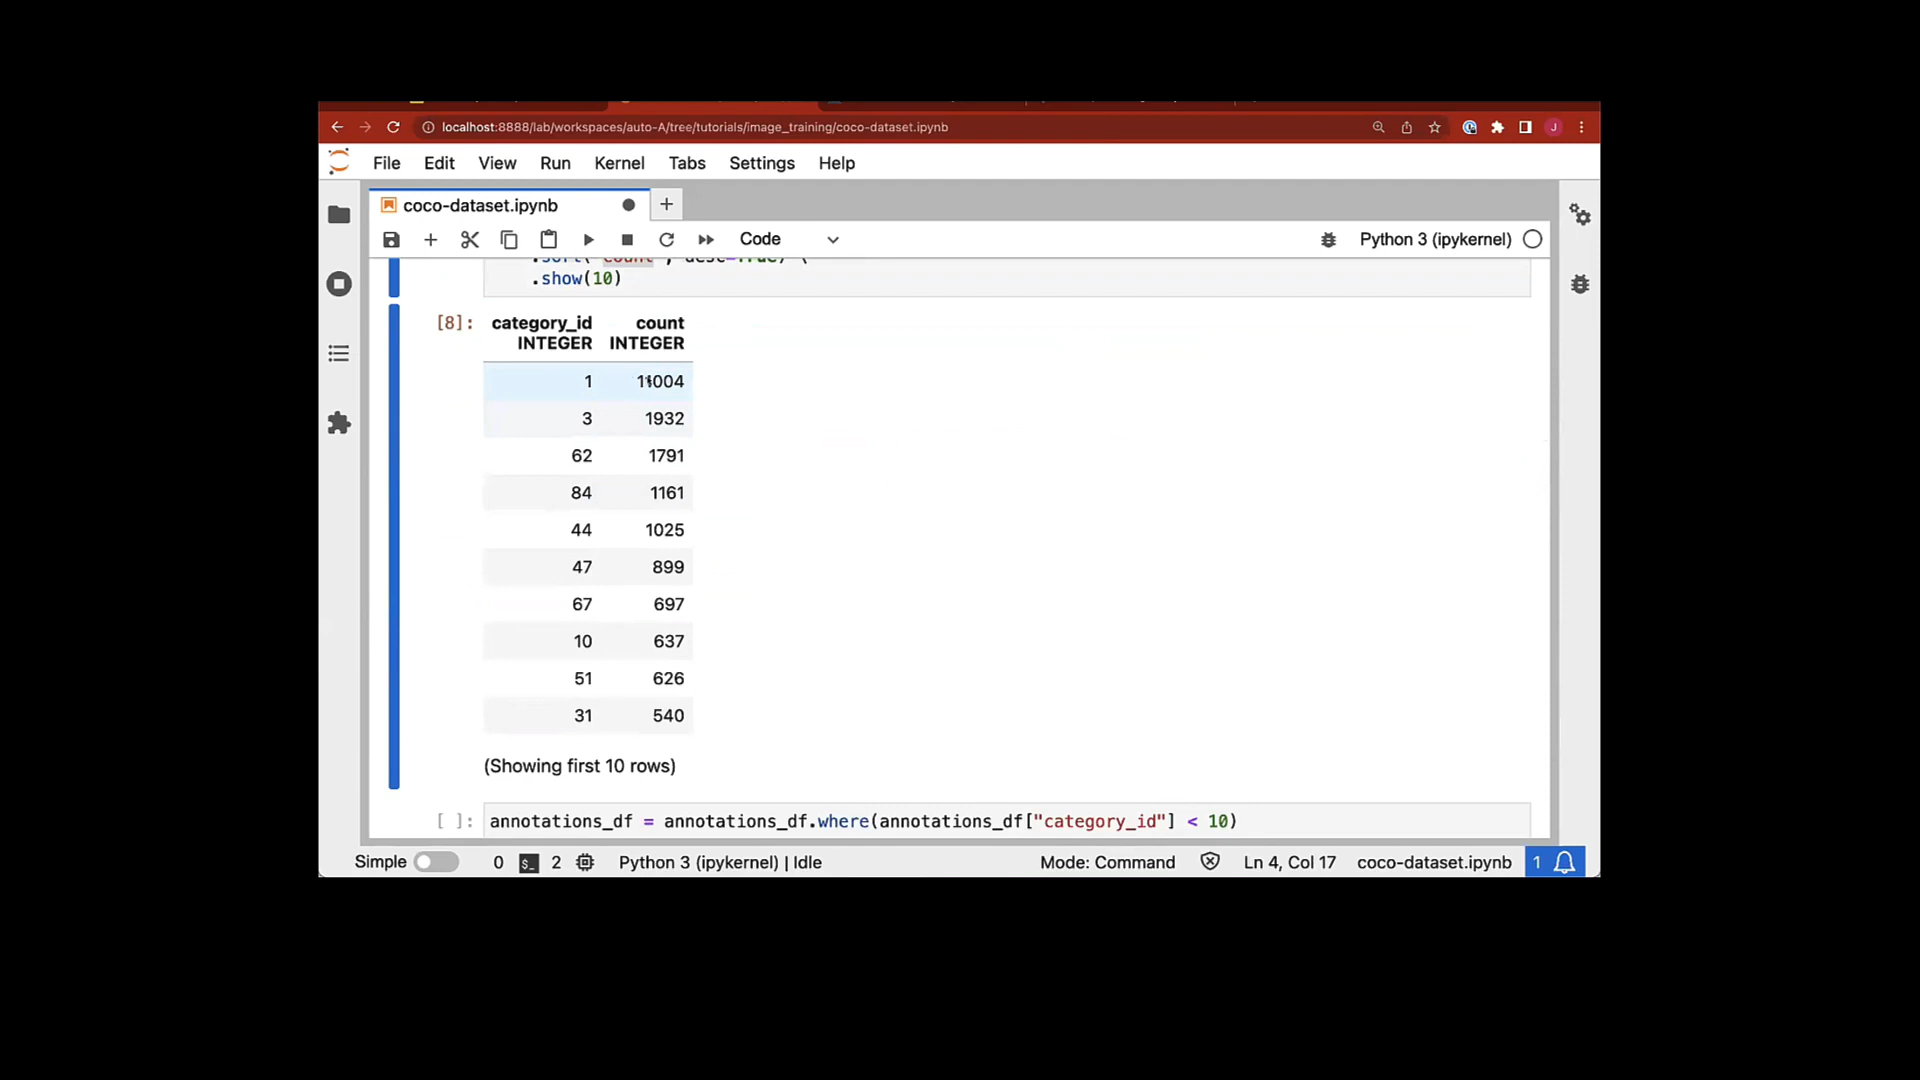 localhost:8888/lab/workspaces/auto-A/tree/tutorials/image_training/coco-dataset.ipynb
J
File Edit View Run Kernel Tabs Settings Help
coco-dataset.ipynb
Code
Python 3 (ipykernel)
.sort("count", desc=True) \
.show(10)
[8]: category_id count
INTEGER INTEGER
1 11004
3 1932
62 1791
84 1161
44 1025
47 899
67 697
10 637
51 626
31 540
(Showing first 10 rows)
[ ]: annotations_df = annotations_df.where(annotations_df["category_id"] < 10)
Simple 0 $_ 2 Python 3 (ipykernel) | Idle Mode: Command Ln 4, Col 17 coco-dataset.ipynb 1